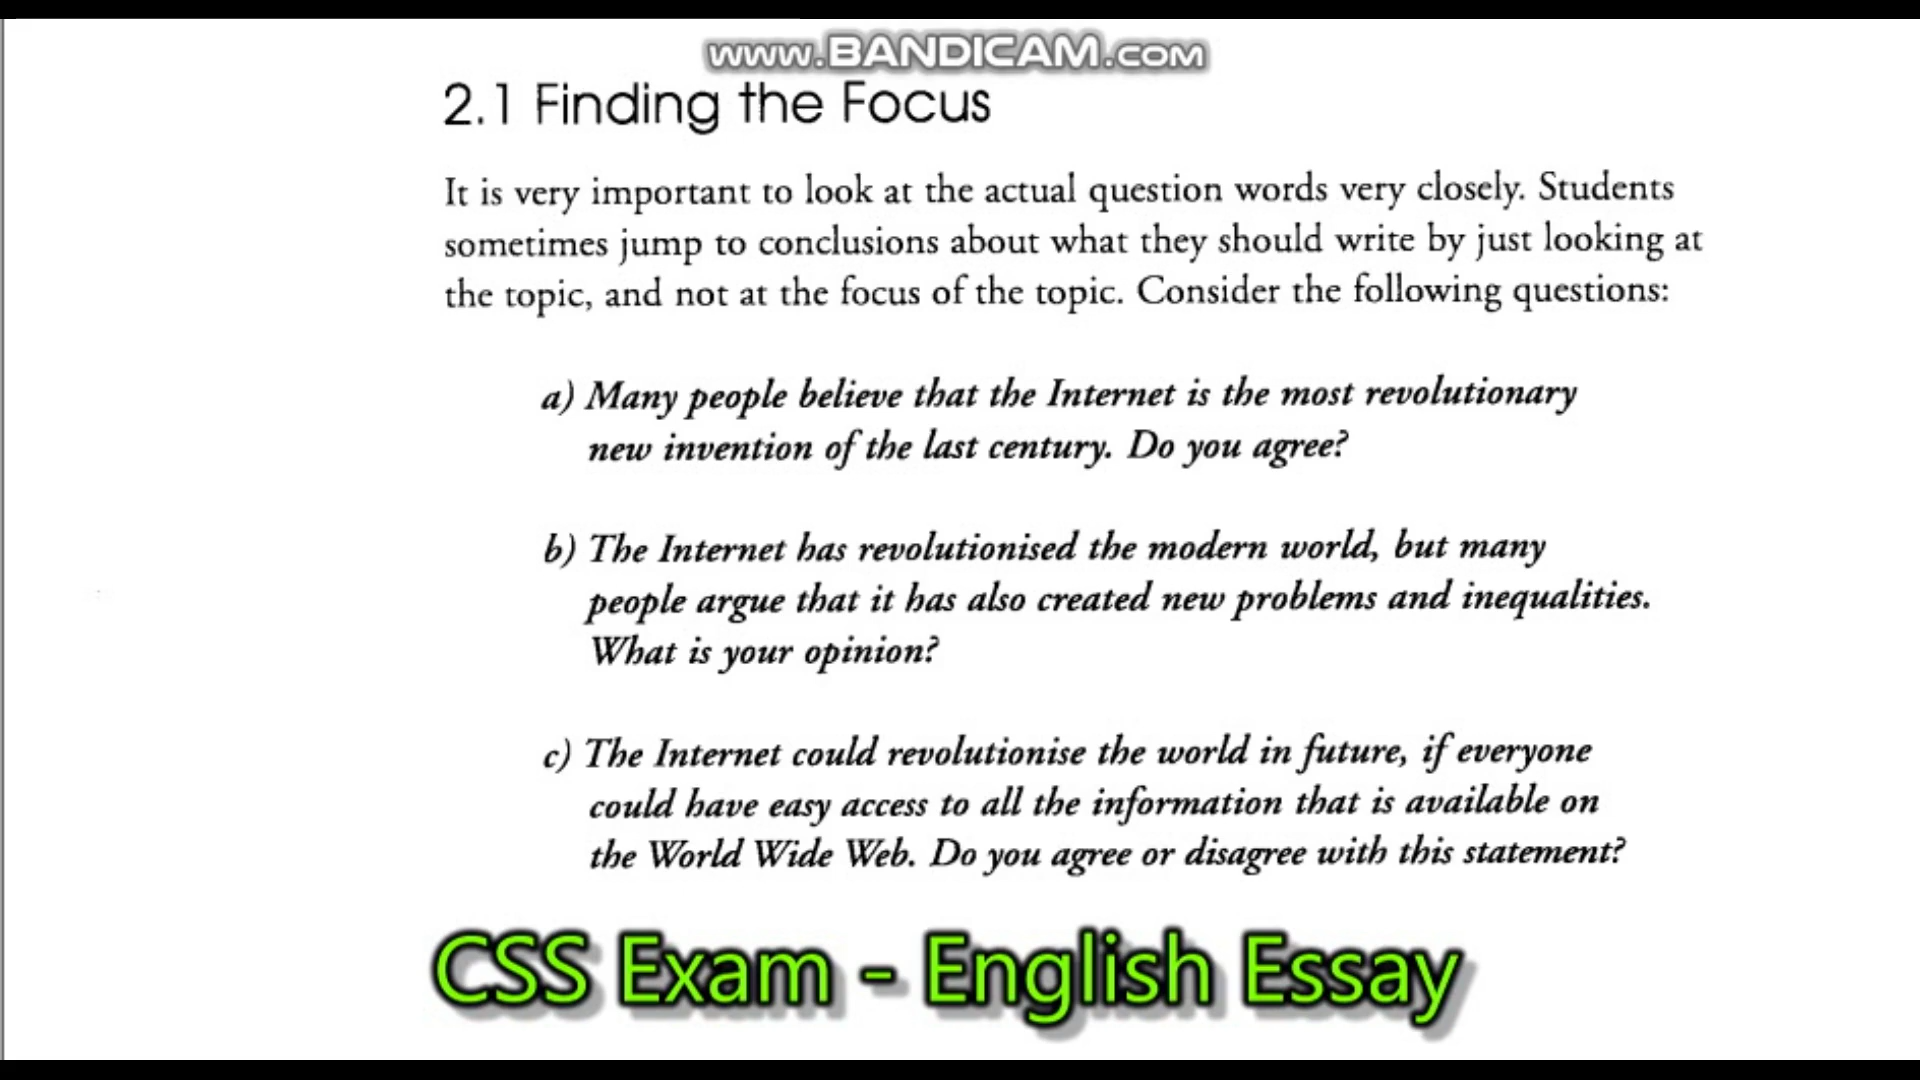 www.BANDICAM.com
2.1 Finding the Focus
It is very important to look at the actual question words very closely. Students
sometimes jump to conclusions about what they should write by just looking at
the topic, and not at the focus of the topic. Consider the following questions:
a) Many people believe that the Internet is the most revolutionary
new invention of the last century. Do you agree?
b) The Internet has revolutionised the modern world, but many
people argue that it has also created new problems and inequalities.
What is your opinion?
c) The Internet could revolutionise the world in future, if everyone
could have easy access to all the information that is available on
the World Wide Web. Do you agree or disagree with this statement?
CSS Exam - English Essay